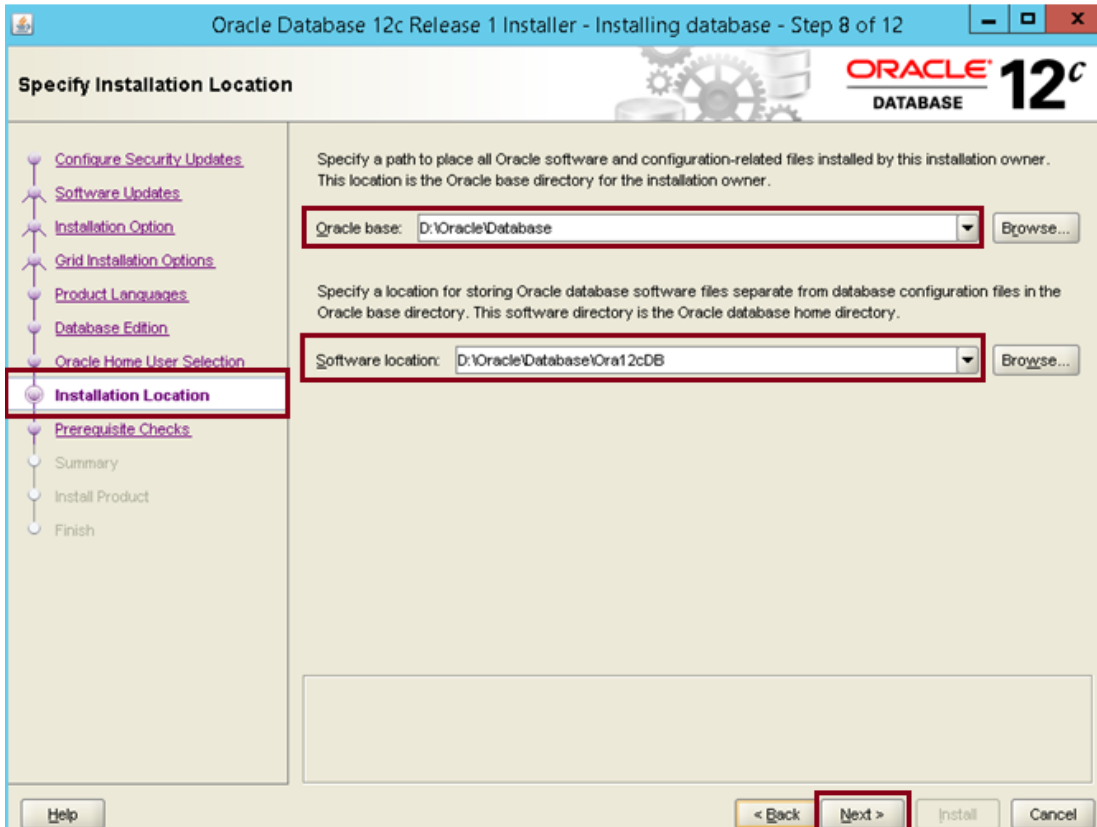 Oracle Database 12c Release 1 Installer - Installing database - Step 8 of 12
Specify Installation Location
ORACLE
DATABASE
12c
Configure Security Updates
Software Updates
Installation Option
Grid Installation Options
Product Languages
Database Edition
Oracle Home User Selection
Installation Location
Prerequisite Checks
Summary
Install Product
Finish
Specify a path to place all Oracle software and configuration-related files installed by this installation owner.
This location is the Oracle base directory for the installation owner.
Oracle base: D:\Oracle\Database Browse...
Specify a location for storing Oracle database software files separate from database configuration files in the
Oracle base directory. This software directory is the Oracle database home directory.
Software location: D:\Oracle\Database\Ora12cDB Browse...
Help < Back Next > Install Cancel